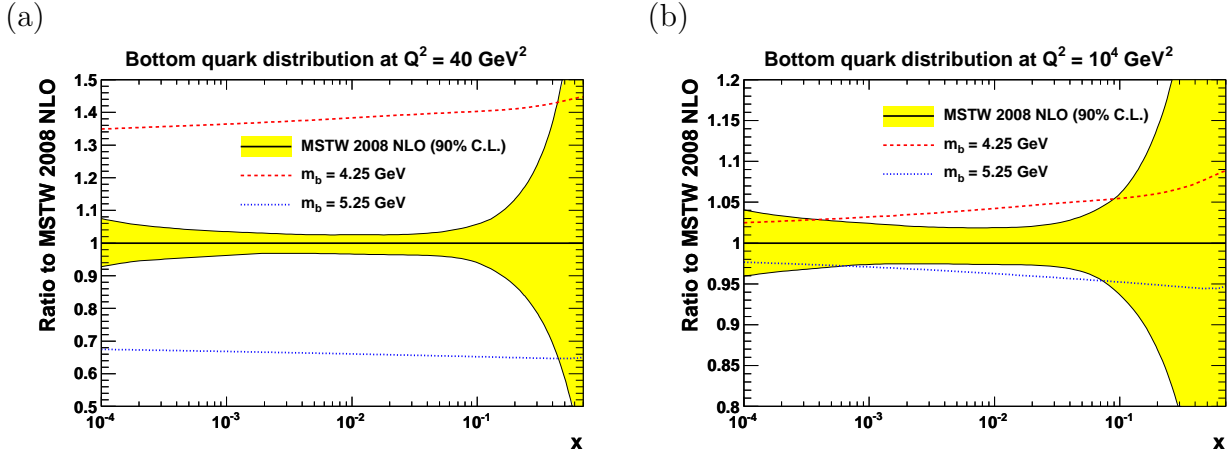 (a)
Bottom quark distribution at Q² = 40 GeV²
Ratio to MSTW 2008 NLO
1.5
1.4
1.3
1.2
1.1
1
0.9
0.8
0.7
0.6
0.5
MSTW 2008 NLO (90% C.L.)
m_b = 4.25 GeV
m_b = 5.25 GeV
10⁻⁴ 10⁻³ 10⁻² 10⁻¹
x
(b)
Bottom quark distribution at Q² = 10⁴ GeV²
Ratio to MSTW 2008 NLO
1.2
1.15
1.1
1.05
1
0.95
0.9
0.85
0.8
MSTW 2008 NLO (90% C.L.)
m_b = 4.25 GeV
m_b = 5.25 GeV
10⁻⁴ 10⁻³ 10⁻² 10⁻¹
x